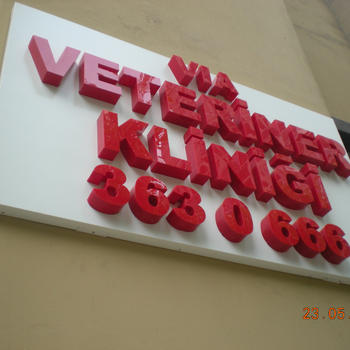 VIA
VETERİNER
KLİNİĞİ
363 0 666
23.05